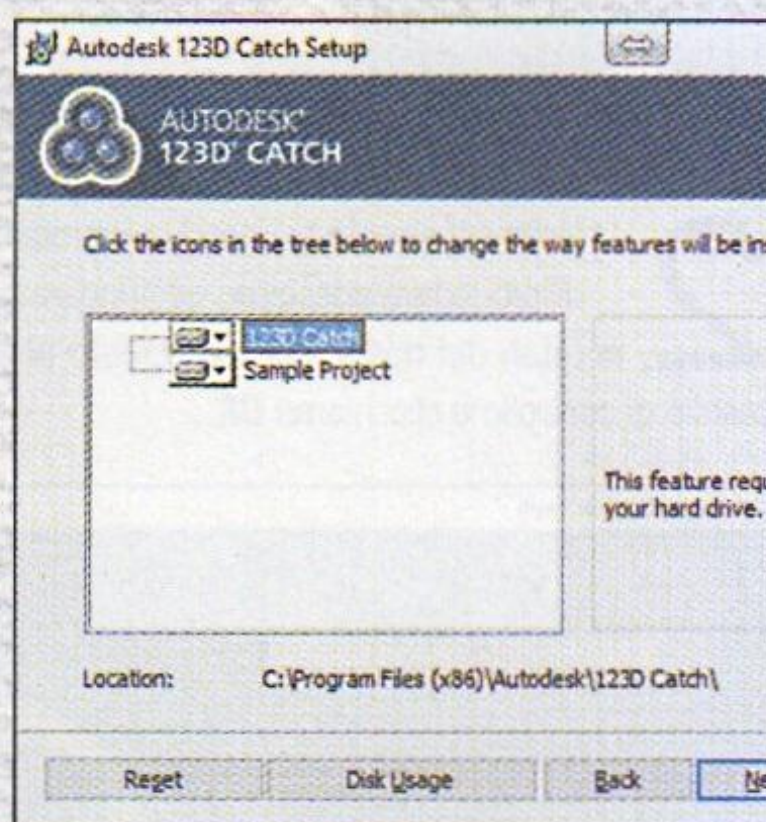 Autodesk 123D Catch Setup
AUTODESK®
123D® CATCH
Click the icons in the tree below to change the way features will be
123D Catch
Sample Project
This feature
your hard drive.
Location: C:\Program Files (x86)\Autodesk\123D Catch\
Reset Disk Usage Back